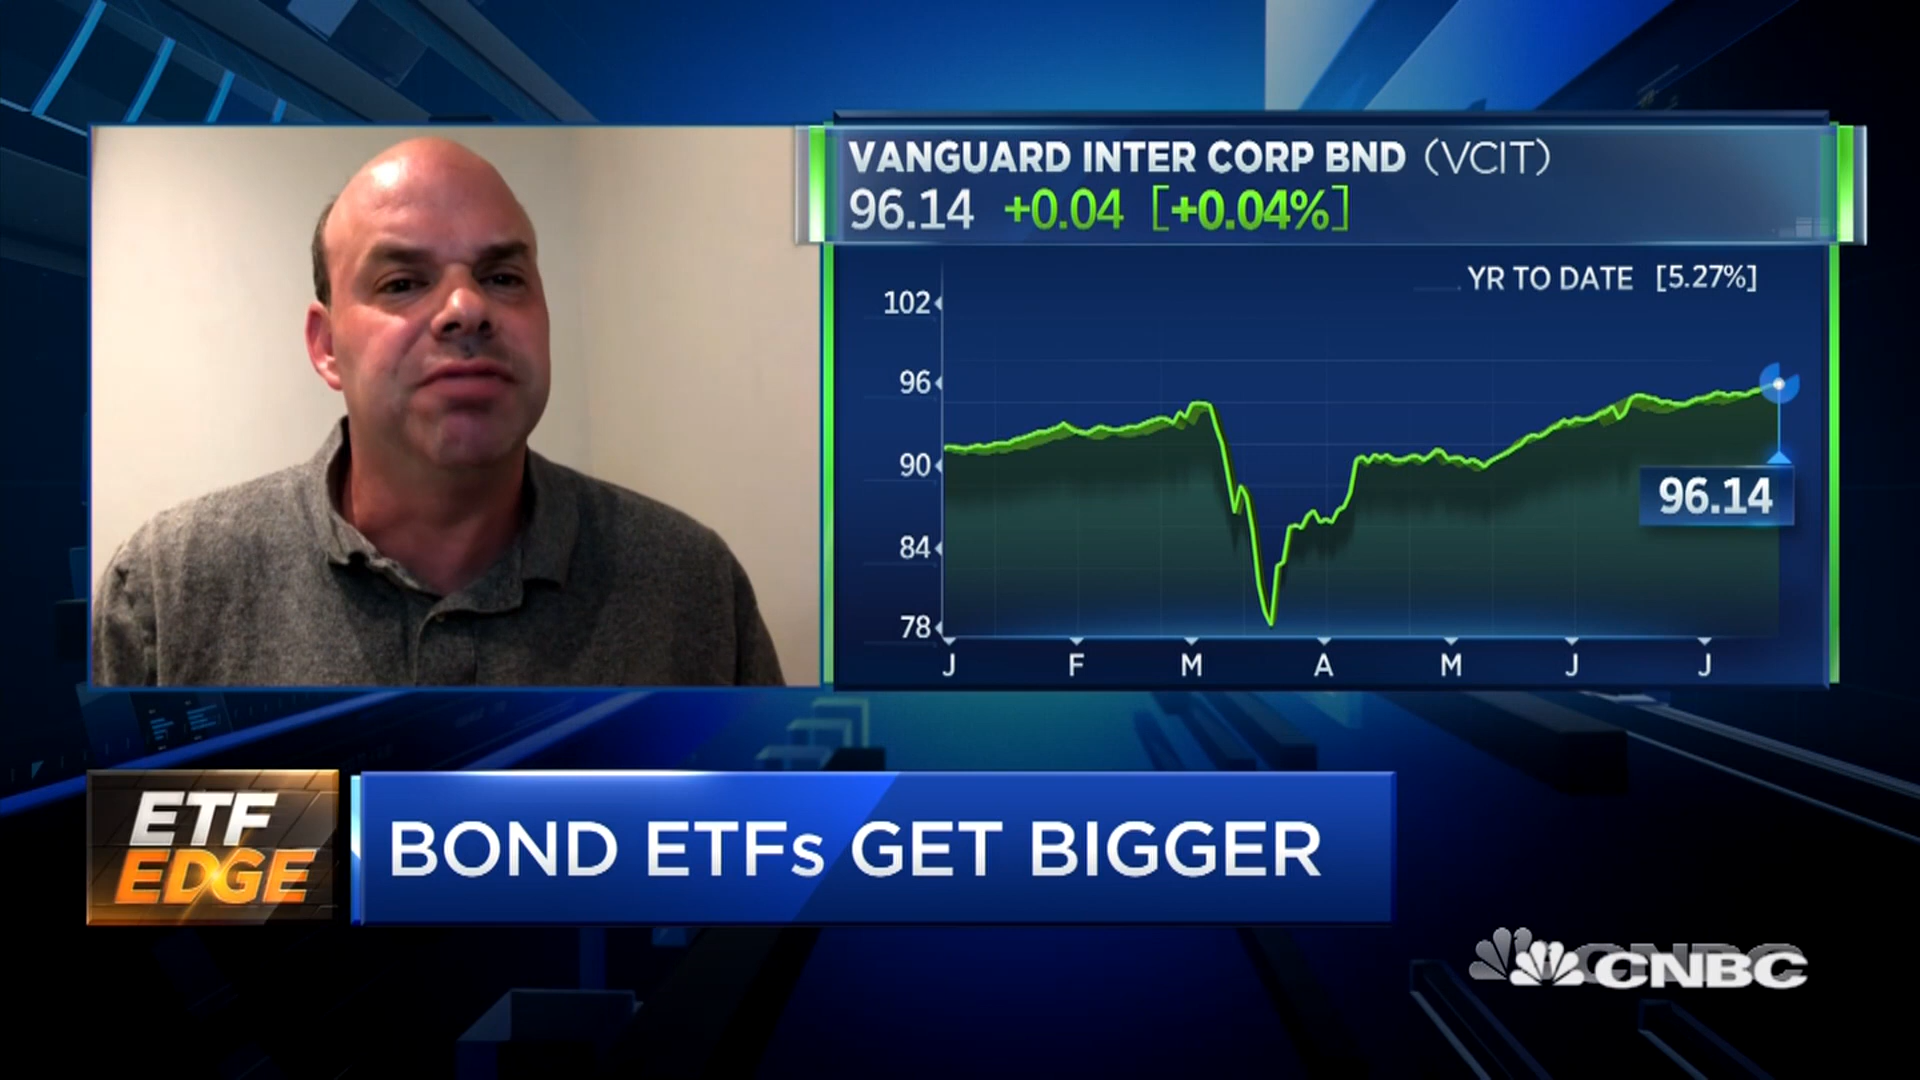 VANGUARD INTER CORP BND (VCIT)
96.14 +0.04 [+0.04%]
YR TO DATE [5.27%]
102
96
90
84
78
96.14
J F M A M J J
ETF
EDGE
BOND ETFs GET BIGGER
CNBC
CNBC